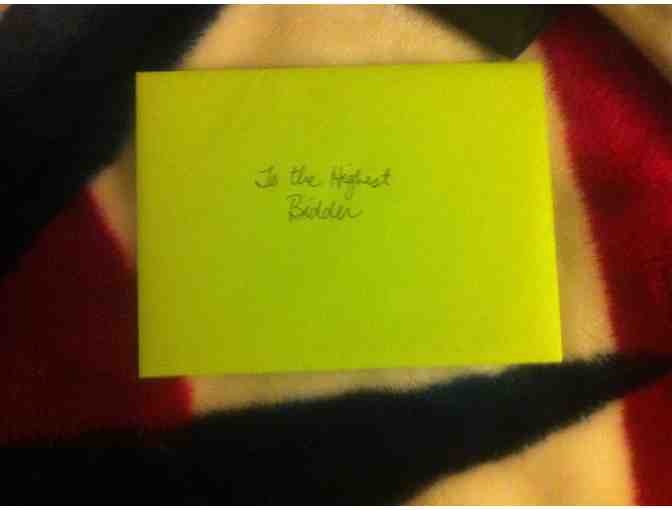 To the Highest
Bidder